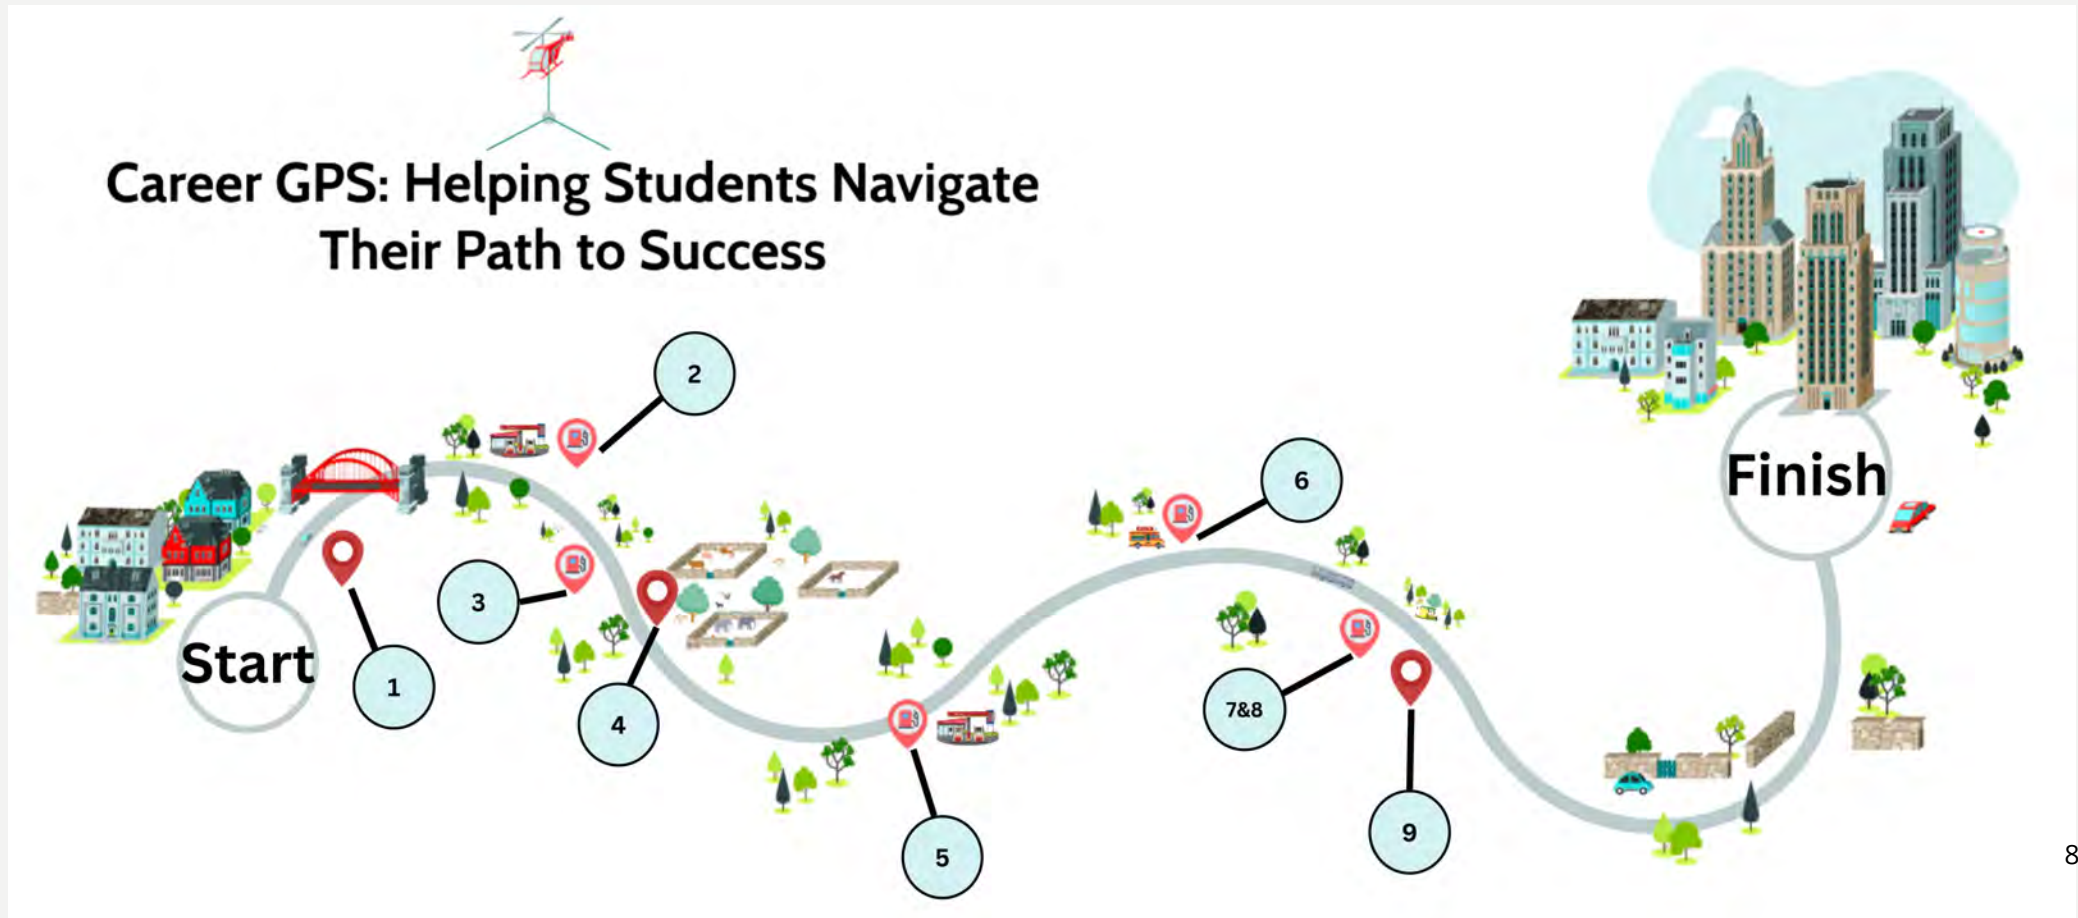 Career GPS: Helping Students Navigate
Their Path to Success
2
6
Finish
3
Start
1
4
7&8
9
5
8